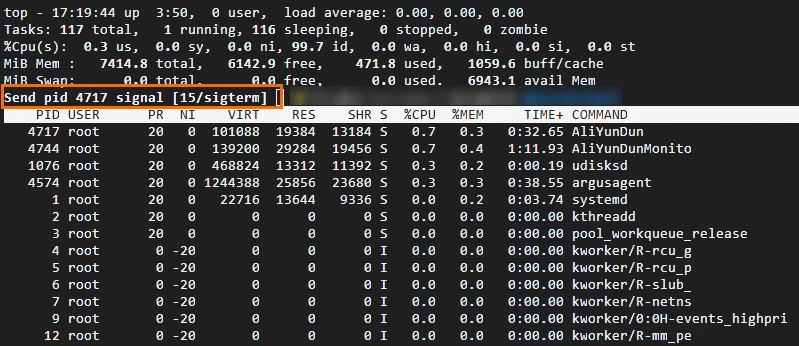 top - 17:19:44 up  3:50,  0 user,  load average: 0.00, 0.00, 0.00
Tasks: 117 total,   1 running, 116 sleeping,   0 stopped,   0 zombie
%Cpu(s):  0.3 us,  0.0 sy,  0.0 ni, 99.7 id,  0.0 wa,  0.0 hi,  0.0 si,  0.0 st
MiB Mem :   7414.8 total,   6142.9 free,    471.8 used,   1059.6 buff/cache
MiB Swap:      0.0 total,      0.0 free,      0.0 used.   6943.1 avail Mem
Send pid 4717 signal [15/sigterm]
PID USER      PR  NI    VIRT    RES    SHR S  %CPU  %MEM     TIME+ COMMAND
4717 root      20   0  101088  19384  13184 S   0.7   0.3   0:32.65 AliYunDun
4744 root      20   0  139200  29284  19456 S   0.7   0.4   1:11.93 AliYunDunMonito
1076 root      20   0  468824  13312  11392 S   0.3   0.2   0:00.19 udisksd
4574 root      20   0 1244388  25856  23680 S   0.3   0.3   0:38.55 argusagent
1 root      20   0   22716  13644   9336 S   0.0   0.2   0:03.74 systemd
2 root      20   0       0      0      0 S   0.0   0.0   0:00.00 kthreadd
3 root      20   0       0      0      0 S   0.0   0.0   0:00.00 pool_workqueue_release
4 root       0 -20       0      0      0 I   0.0   0.0   0:00.00 kworker/R-rcu_g
5 root       0 -20       0      0      0 I   0.0   0.0   0:00.00 kworker/R-rcu_p
6 root       0 -20       0      0      0 I   0.0   0.0   0:00.00 kworker/R-slub_
7 root       0 -20       0      0      0 I   0.0   0.0   0:00.00 kworker/R-netns
9 root       0 -20       0      0      0 I   0.0   0.0   0:00.00 kworker/0:0H-events_highpri
12 root       0 -20       0      0      0 I   0.0   0.0   0:00.00 kworker/R-mm_pe